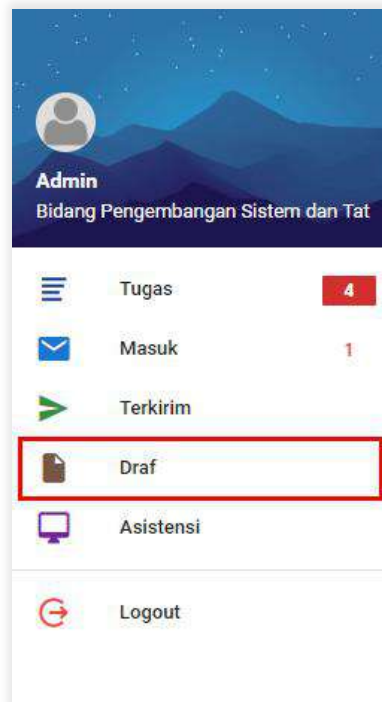 Admin
Bidang Pengembangan Sistem dan Tat
Tugas 4
Masuk 1
Terkirim
Draf
Asistensi
Logout